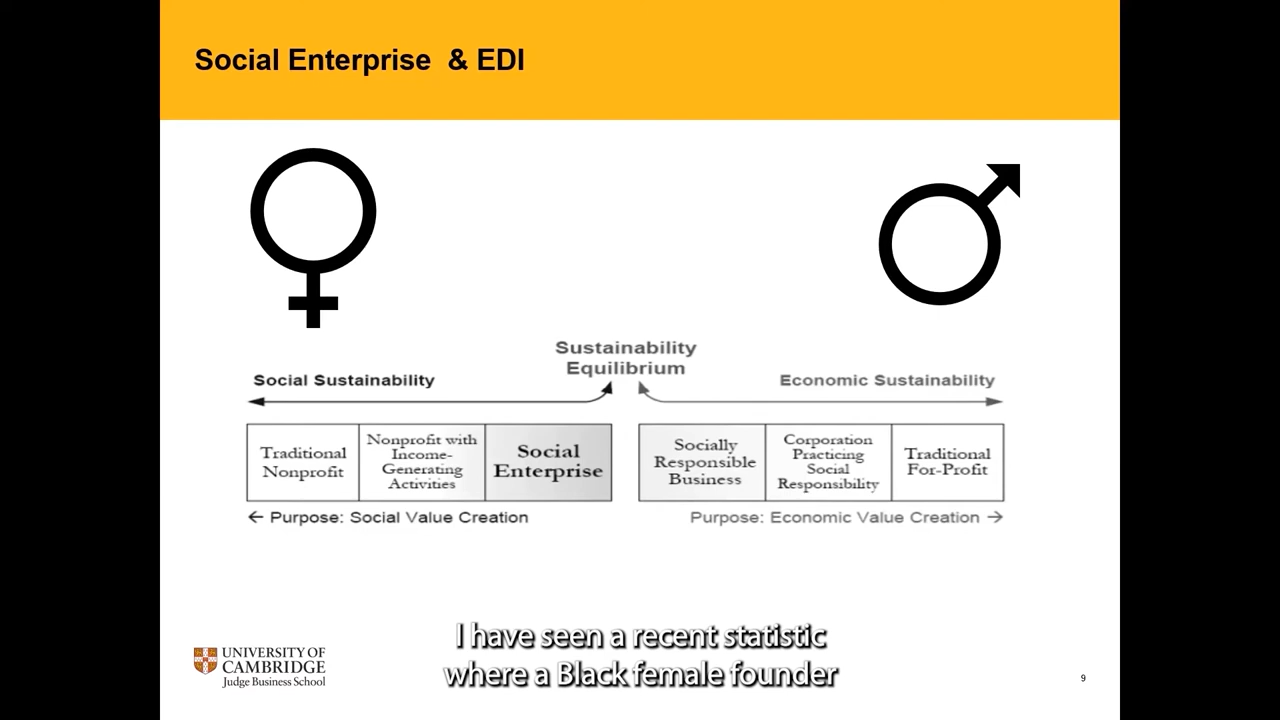 Social Enterprise & EDI
Sustainability
Equilibrium
Social Sustainability
Economic Sustainability
Traditional
Nonprofit
Nonprofit with
Income-
Generating
Activities
Social
Enterprise
Socially
Responsible
Business
Corporation
Practicing
Social
Responsibility
Traditional
For-Profit
← Purpose: Social Value Creation
Purpose: Economic Value Creation →
I have seen a recent statistic
where a Black female founder
UNIVERSITY OF
CAMBRIDGE
Judge Business School
9